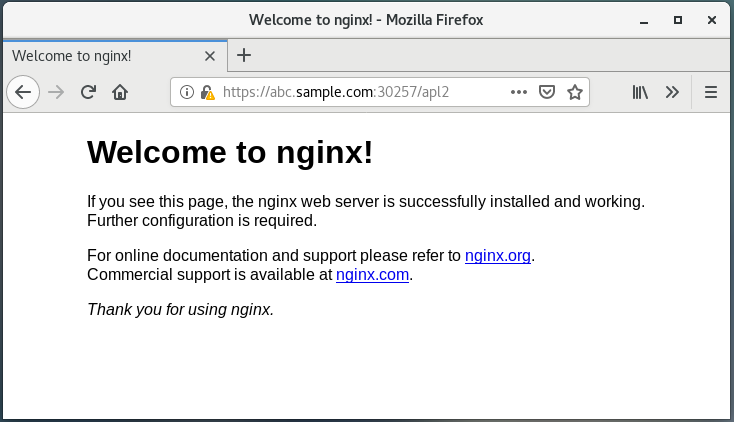 Welcome to nginx! - Mozilla Firefox
Welcome to nginx!
https://abc.sample.com:30257/apl2
Welcome to nginx!
If you see this page, the nginx web server is successfully installed and working.
Further configuration is required.
For online documentation and support please refer to nginx.org.
Commercial support is available at nginx.com.
Thank you for using nginx.